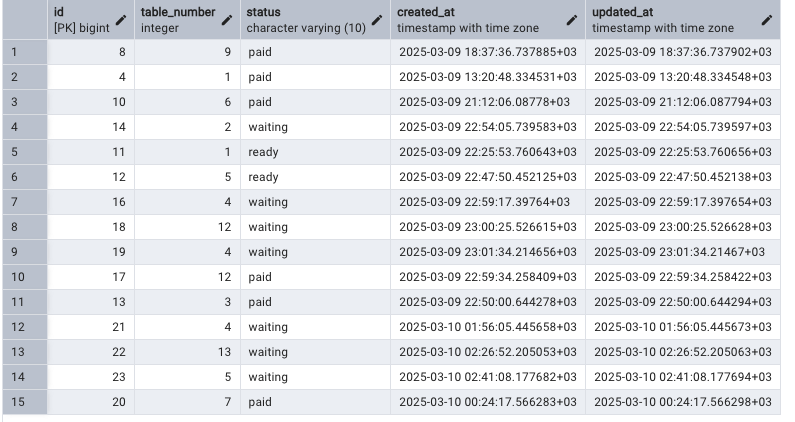 id table_number status created_at updated_at
[PK] bigint integer character varying (10) timestamp with time zone timestamp with time zone
1 8 9 paid 2025-03-09 18:37:36.737885+03 2025-03-09 18:37:36.737902+03
2 4 1 paid 2025-03-09 13:20:48.334531+03 2025-03-09 13:20:48.334548+03
3 10 6 paid 2025-03-09 21:12:06.08778+03 2025-03-09 21:12:06.087794+03
4 14 2 waiting 2025-03-09 22:54:05.739583+03 2025-03-09 22:54:05.739597+03
5 11 1 ready 2025-03-09 22:25:53.760643+03 2025-03-09 22:25:53.760656+03
6 12 5 ready 2025-03-09 22:47:50.452125+03 2025-03-09 22:47:50.452138+03
7 16 4 waiting 2025-03-09 22:59:17.39764+03 2025-03-09 22:59:17.397654+03
8 18 12 waiting 2025-03-09 23:00:25.526615+03 2025-03-09 23:00:25.526628+03
9 19 4 waiting 2025-03-09 23:01:34.214656+03 2025-03-09 23:01:34.21467+03
10 17 12 paid 2025-03-09 22:59:34.258409+03 2025-03-09 22:59:34.258422+03
11 13 3 paid 2025-03-09 22:50:00.644278+03 2025-03-09 22:50:00.644294+03
12 21 4 waiting 2025-03-10 01:56:05.445658+03 2025-03-10 01:56:05.445673+03
13 22 13 waiting 2025-03-10 02:26:52.205053+03 2025-03-10 02:26:52.205063+03
14 23 5 waiting 2025-03-10 02:41:08.177682+03 2025-03-10 02:41:08.177694+03
15 20 7 paid 2025-03-10 00:24:17.566283+03 2025-03-10 00:24:17.566298+03